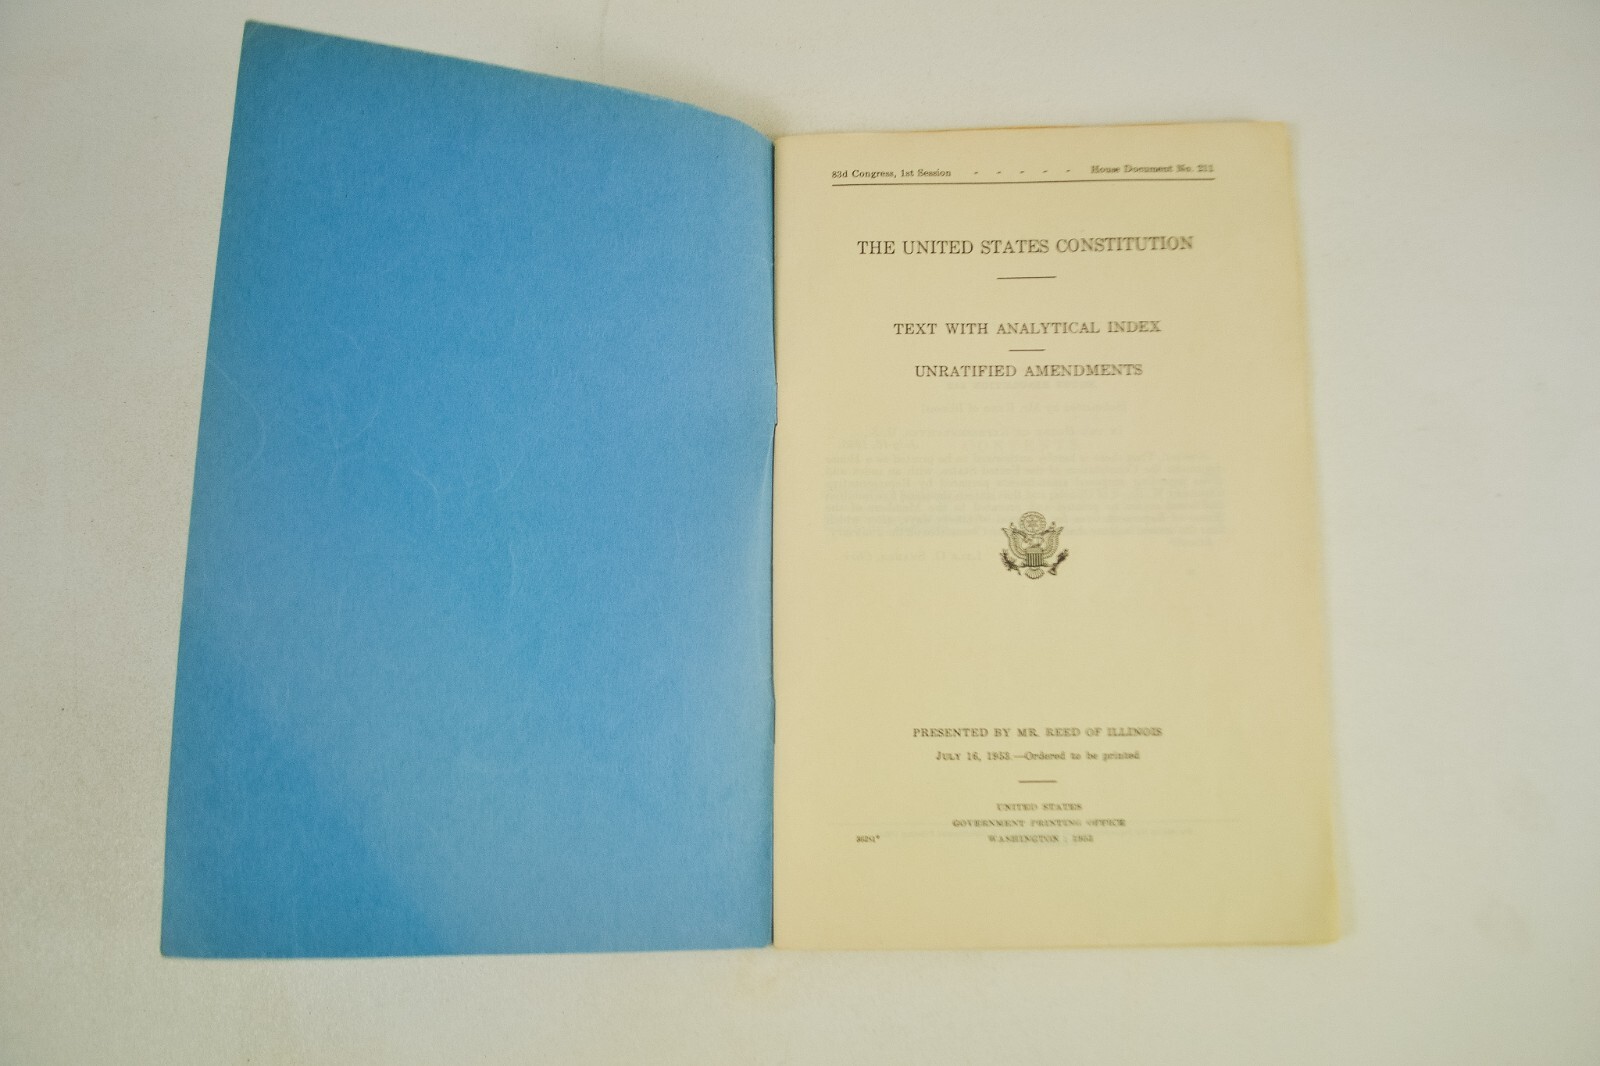 83d Congress, 1st Session - - - - - House Document No. 211
THE UNITED STATES CONSTITUTION
TEXT WITH ANALYTICAL INDEX
UNRATIFIED AMENDMENTS
PRESENTED BY MR. REED OF ILLINOIS
JULY 16, 1953.—Ordered to be printed
UNITED STATES
GOVERNMENT PRINTING OFFICE
WASHINGTON : 1953